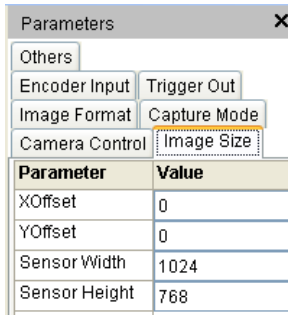 Parameters
Others
Encoder Input Trigger Out
Image Format Capture Mode
Camera Control Image Size
Parameter Value
XOffset 0
YOffset 0
Sensor Width 1024
Sensor Height 768